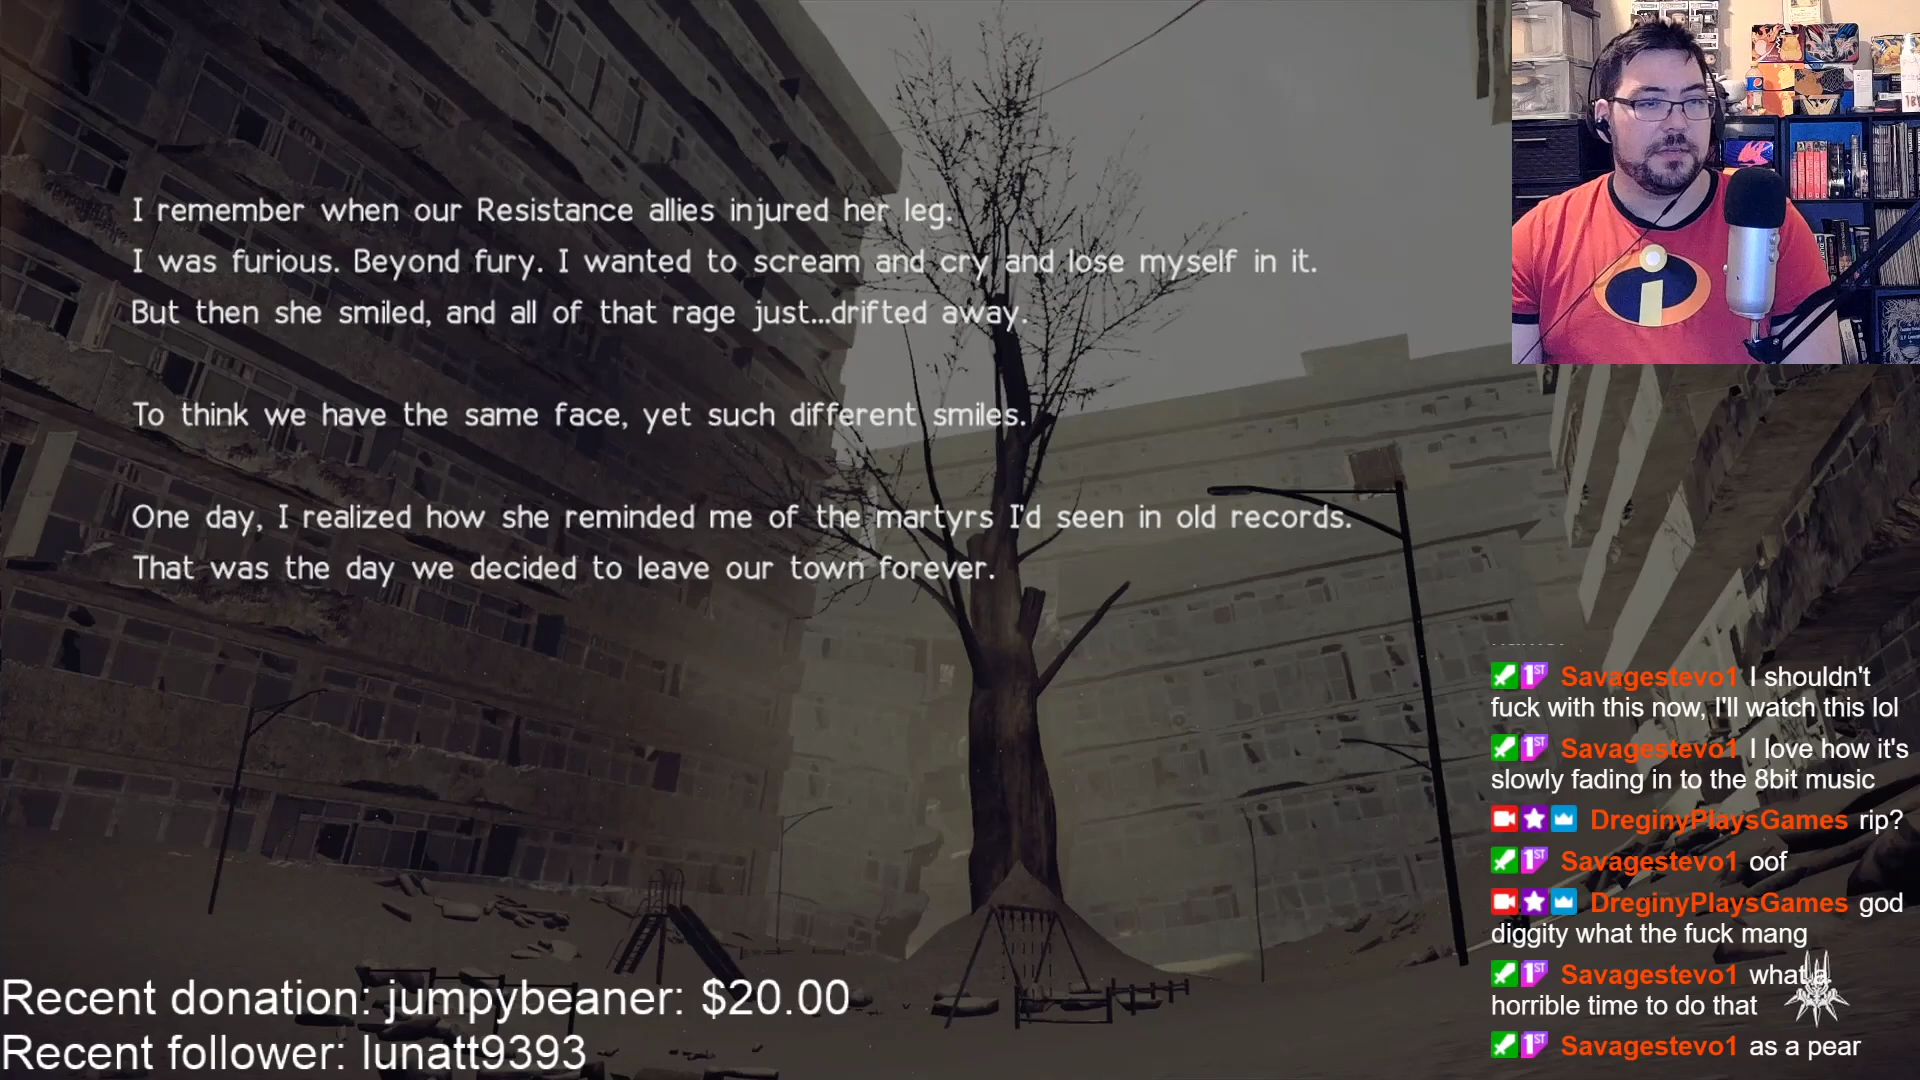 I remember when our Resistance allies injured her leg.
I was furious. Beyond fury. I wanted to scream and cry and lose myself in it.
But then she smiled, and all of that rage just...drifted away.
To think we have the same face, yet such different smiles.
One day, I realized how she reminded me of the martyrs I'd seen in old records.
That was the day we decided to leave our town forever.
Savagestevo1 I shouldn't
fuck with this now, I'll watch this lol
Savagestevo1 I love how it's
slowly fading in to the 8bit music
DreginyPlaysGames rip?
Savagestevo1 oof
DreginyPlaysGames god
diggity what the fuck mang
Savagestevo1 what a
horrible time to do that
Savagestevo1 as a pear
Recent donation: jumpybeaner: $20.00
Recent follower: lunatt9393